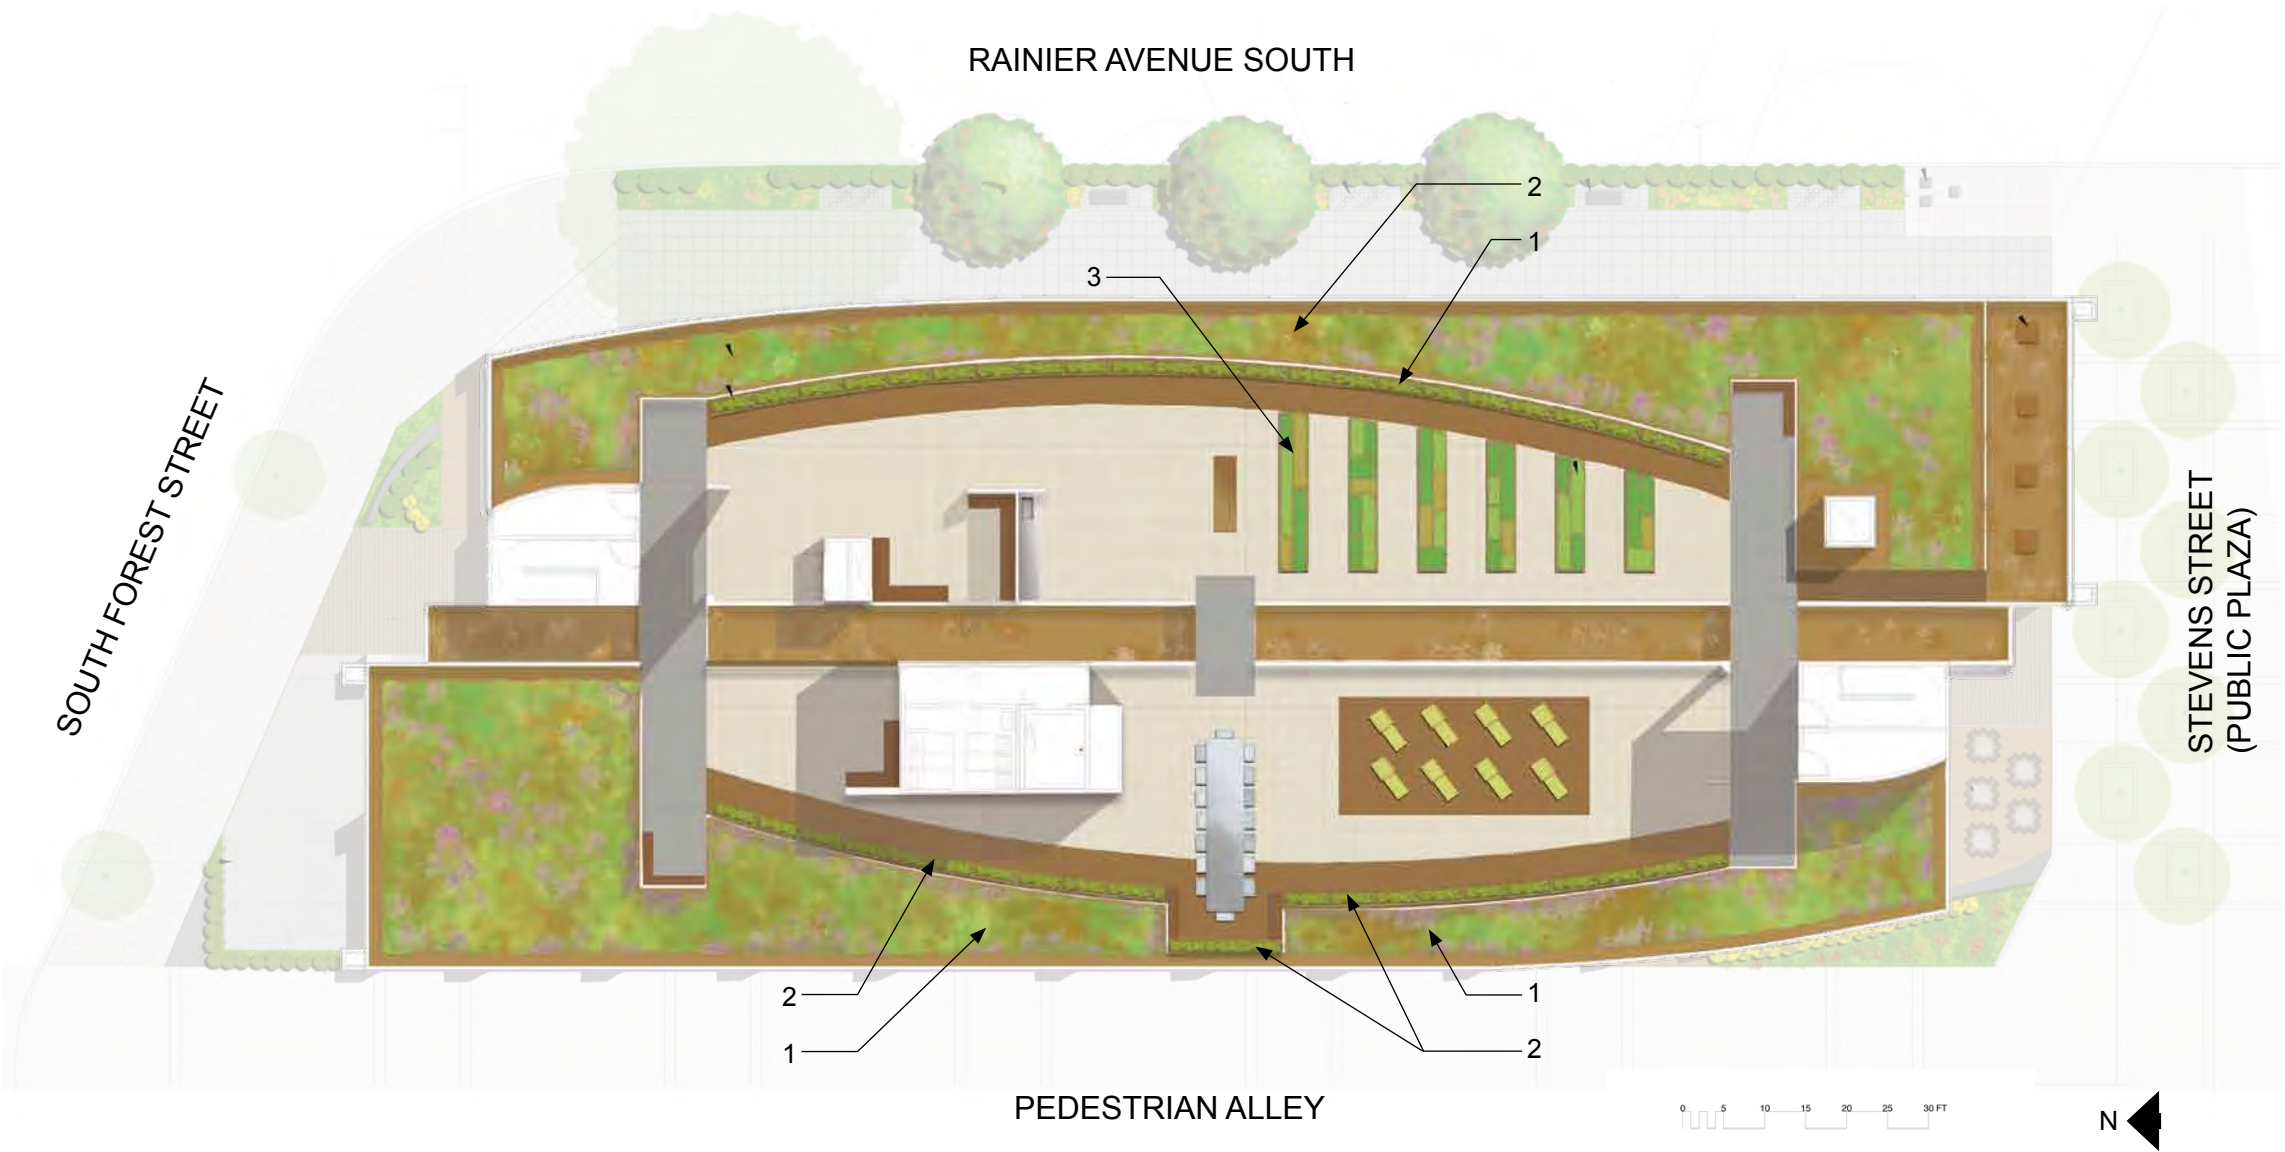 RAINIER AVENUE SOUTH
2
1
3
SOUTH FOREST STREET
STEVENS STREET
(PUBLIC PLAZA)
2
1
1
2
PEDESTRIAN ALLEY
0 5 10 15 20 25 30 FT
N